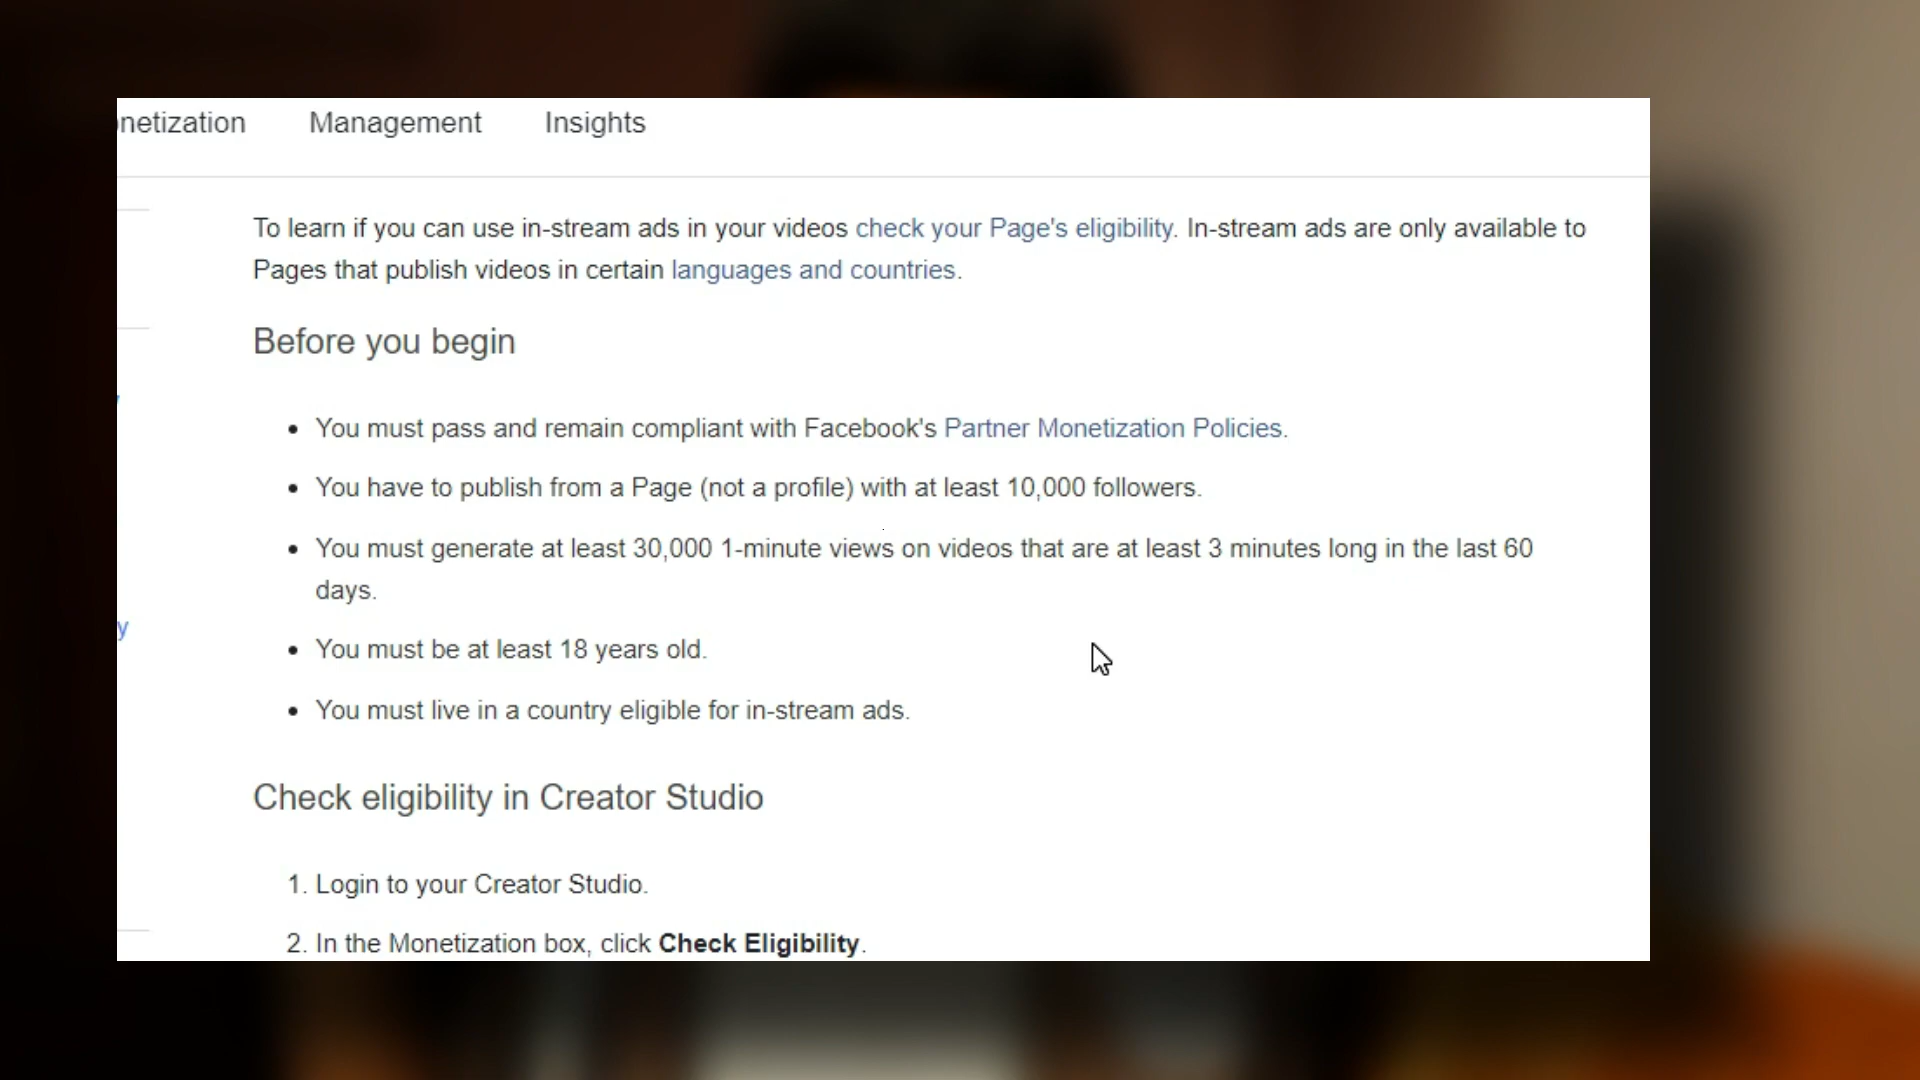 netization Management Insights
To learn if you can use in-stream ads in your videos check your Page's eligibility. In-stream ads are only available to
Pages that publish videos in certain languages and countries.
Before you begin
• You must pass and remain compliant with Facebook's Partner Monetization Policies.
• You have to publish from a Page (not a profile) with at least 10,000 followers.
• You must generate at least 30,000 1-minute views on videos that are at least 3 minutes long in the last 60
days.
• You must be at least 18 years old.
y
• You must live in a country eligible for in-stream ads.
Check eligibility in Creator Studio
1. Login to your Creator Studio.
2. In the Monetization box, click Check Eligibility.